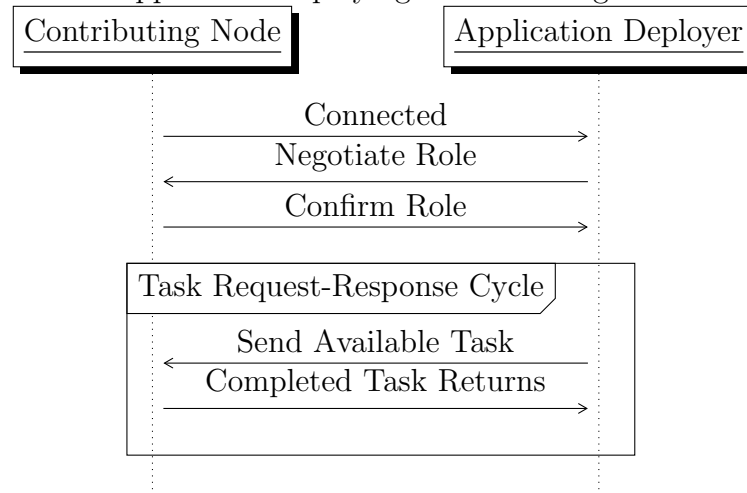 Contributing Node
Application Deployer
Connected
Negotiate Role
Confirm Role
Task Request-Response Cycle
Send Available Task
Completed Task Returns